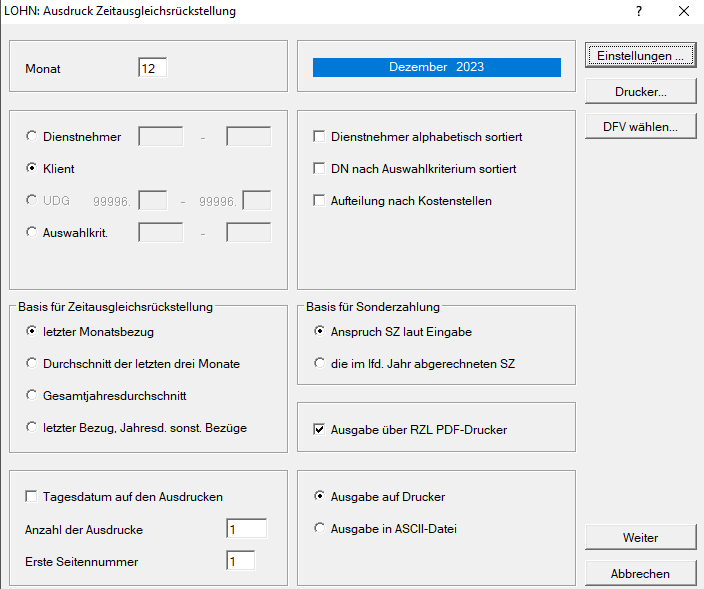 LOHN: Ausdruck Zeitausgleichsrückstellung
Monat 12
Dezember 2023
Einstellungen ...
Drucker...
DFV wählen...
Dienstnehmer -
Klient
UDG 99996. - 99996.
Auswahlkrit. -
Dienstnehmer alphabetisch sortiert
DN nach Auswahlkriterium sortiert
Aufteilung nach Kostenstellen
Basis für Zeitausgleichsrückstellung
letzter Monatsbezug
Durchschnitt der letzten drei Monate
Gesamtjahresdurchschnitt
letzter Bezug, Jahresd. sonst. Bezüge
Basis für Sonderzahlung
Anspruch SZ laut Eingabe
die im lfd. Jahr abgerechneten SZ
Ausgabe über RZL PDF-Drucker
Tagesdatum auf den Ausdrucken
Anzahl der Ausdrucke 1
Erste Seitennummer 1
Ausgabe auf Drucker
Ausgabe in ASCII-Datei
Weiter
Abbrechen